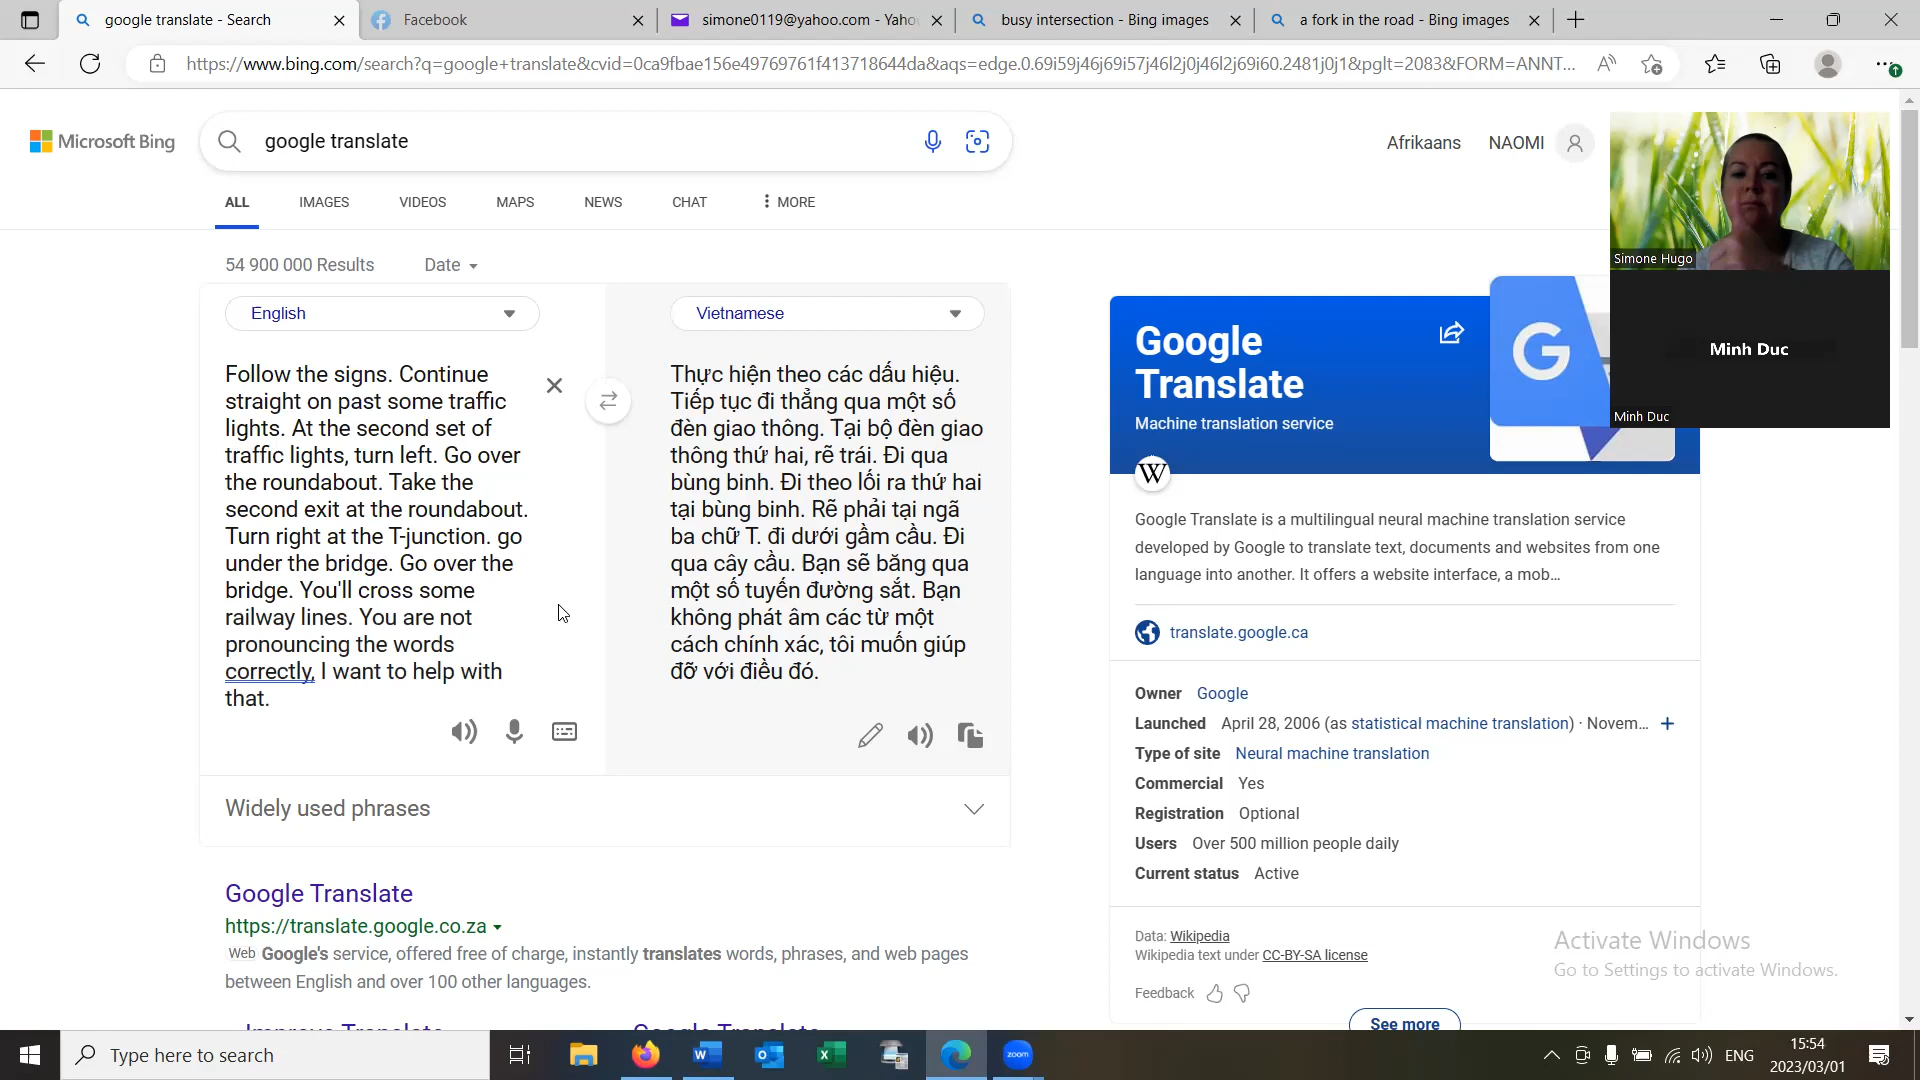 google translate - Search
Facebook
simone0119@yahoo.com - Yaho
busy intersection - Bing images
a fork in the road - Bing images
https://www.bing.com/search?q=google+translate&cvid=0ca9fbae156e49769761f413718644da&aqs=edge.0.69i59j46j69i57j46l2j0j46l2j69i60.2481j0j1&pglt=2083&FORM=ANNT...
Microsoft Bing
google translate
Afrikaans
NAOMI
ALL
IMAGES
VIDEOS
MAPS
NEWS
CHAT
MORE
Simone Hugo
Minh Duc
Minh Duc
54 900 000 Results
Date
English
Vietnamese
Follow the signs. Continue
straight on past some traffic
lights. At the second set of
traffic lights, turn left. Go over
the roundabout. Take the
second exit at the roundabout.
Turn right at the T-junction. go
under the bridge. Go over the
bridge. You'll cross some
railway lines. You are not
pronouncing the words
correctly, I want to help with
that.
Thực hiện theo các dấu hiệu.
Tiếp tục đi thẳng qua một số
đèn giao thông. Tại bộ đèn giao
thông thứ hai, rẽ trái. Đi qua
bùng binh. Đi theo lối ra thứ hai
tại bùng binh. Rẽ phải tại ngã
ba chữ T. đi dưới gầm cầu. Đi
qua cây cầu. Bạn sẽ băng qua
một số tuyến đường sắt. Bạn
không phát âm các từ một
cách chính xác, tôi muốn giúp
đỡ với điều đó.
Widely used phrases
Google Translate
https://translate.google.co.za
Web Google's service, offered free of charge, instantly translates words, phrases, and web pages
between English and over 100 other languages.
Improve Translate
Google Translate
Google
Translate
Machine translation service
G
W
Google Translate is a multilingual neural machine translation service
developed by Google to translate text, documents and websites from one
language into another. It offers a website interface, a mob...
translate.google.ca
Owner Google
Launched April 28, 2006 (as statistical machine translation) · Novem...
Type of site Neural machine translation
Commercial Yes
Registration Optional
Users Over 500 million people daily
Current status Active
Data: Wikipedia
Wikipedia text under CC-BY-SA license
Feedback
See more
Activate Windows
Go to Settings to activate Windows.
Type here to search
zoom
ENG
15:54
2023/03/01